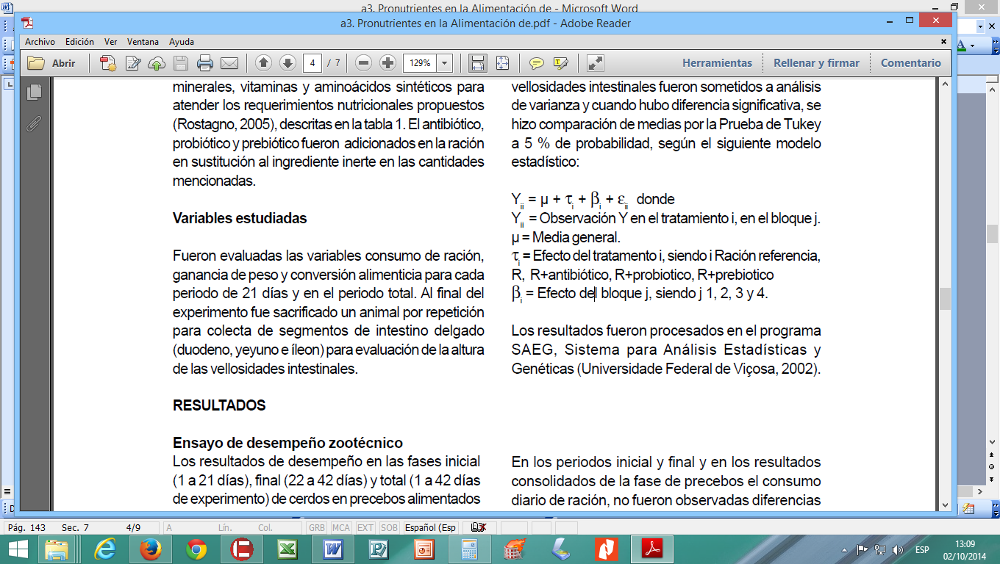 a3. Pronutrientes en la Alimentación de - Microsoft Word
a3. Pronutrientes en la Alimentación de.pdf - Adobe Reader
Archivo Edición Ver Ventana Ayuda
Abrir 4 / 7 129% Herramientas Rellenar y firmar Comentario
minerales, vitaminas y aminoácidos sintéticos para
atender los requerimientos nutricionales propuestos
(Rostagno, 2005), descritas en la tabla 1. El antibiótico,
probiótico y prebiótico fueron adicionados en la ración
en sustitución al ingrediente inerte en las cantidades
mencionadas.
Variables estudiadas
Fueron evaluadas las variables consumo de ración,
ganancia de peso y conversión alimenticia para cada
periodo de 21 días y en el periodo total. Al final del
experimento fue sacrificado un animal por repetición
para colecta de segmentos de intestino delgado
(duodeno, yeyuno e íleon) para evaluación de la altura
de las vellosidades intestinales.
RESULTADOS
Ensayo de desempeño zootécnico
Los resultados de desempeño en las fases inicial
(1 a 21 días), final (22 a 42 días) y total (1 a 42 días
de experimento) de cerdos en precebos alimentados
vellosidades intestinales fueron sometidos a análisis
de varianza y cuando hubo diferencia significativa, se
hizo comparación de medias por la Prueba de Tukey
a 5 % de probabilidad, según el siguiente modelo
estadístico:
Yii = µ + τi + βi + εii donde
Yii = Observación Y en el tratamiento i, en el bloque j.
µ = Media general.
τi = Efecto del tratamento i, siendo i Ración referencia,
R, R+antibiótico, R+probiotico, R+prebiotico
βi = Efecto del bloque j, siendo j 1, 2, 3 y 4.
Los resultados fueron procesados en el programa
SAEG, Sistema para Análisis Estadísticas y
Genéticas (Universidade Federal de Viçosa, 2002).
En los periodos inicial y final y en los resultados
consolidados de la fase de precebos el consumo
diario de ración, no fueron observadas diferencias
Pág. 143 Sec. 7 4/9 A Lín. Col. GRB MCA EXT SOB Español (Esp
ESP
13:09
02/10/2014